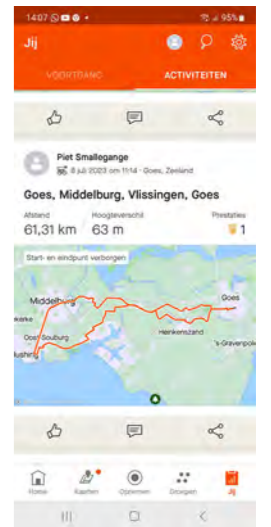 14:07
95%
Jij
VOORTGANG
ACTIVITEITEN
Piet Smallegange
8 juli 2023 om 11:14 · Goes, Zeeland
Goes, Middelburg, Vlissingen, Goes
Afstand
Hoogteverschil
Prestaties
61,31 km
63 m
1
Start- en eindpunt verborgen
Middelburg
Goes
Oost-Souburg
Heinkenszand
's-Gravenpol
Home
Kaarten
Opnemen
Groepen
Jij